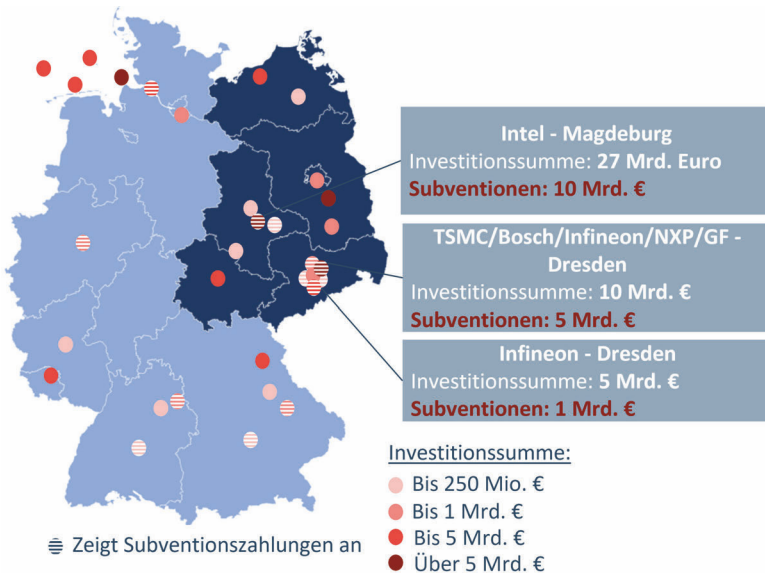 Intel - Magdeburg
Investitionssumme: 27 Mrd. Euro
Subventionen: 10 Mrd. €
TSMC/Bosch/Infineon/NXP/GF -
Dresden
Investitionssumme: 10 Mrd. €
Subventionen: 5 Mrd. €
Infineon - Dresden
Investitionssumme: 5 Mrd. €
Subventionen: 1 Mrd. €
Investitionssumme:
Bis 250 Mio. €
Bis 1 Mrd. €
Bis 5 Mrd. €
Über 5 Mrd. €
Zeigt Subventionszahlungen an